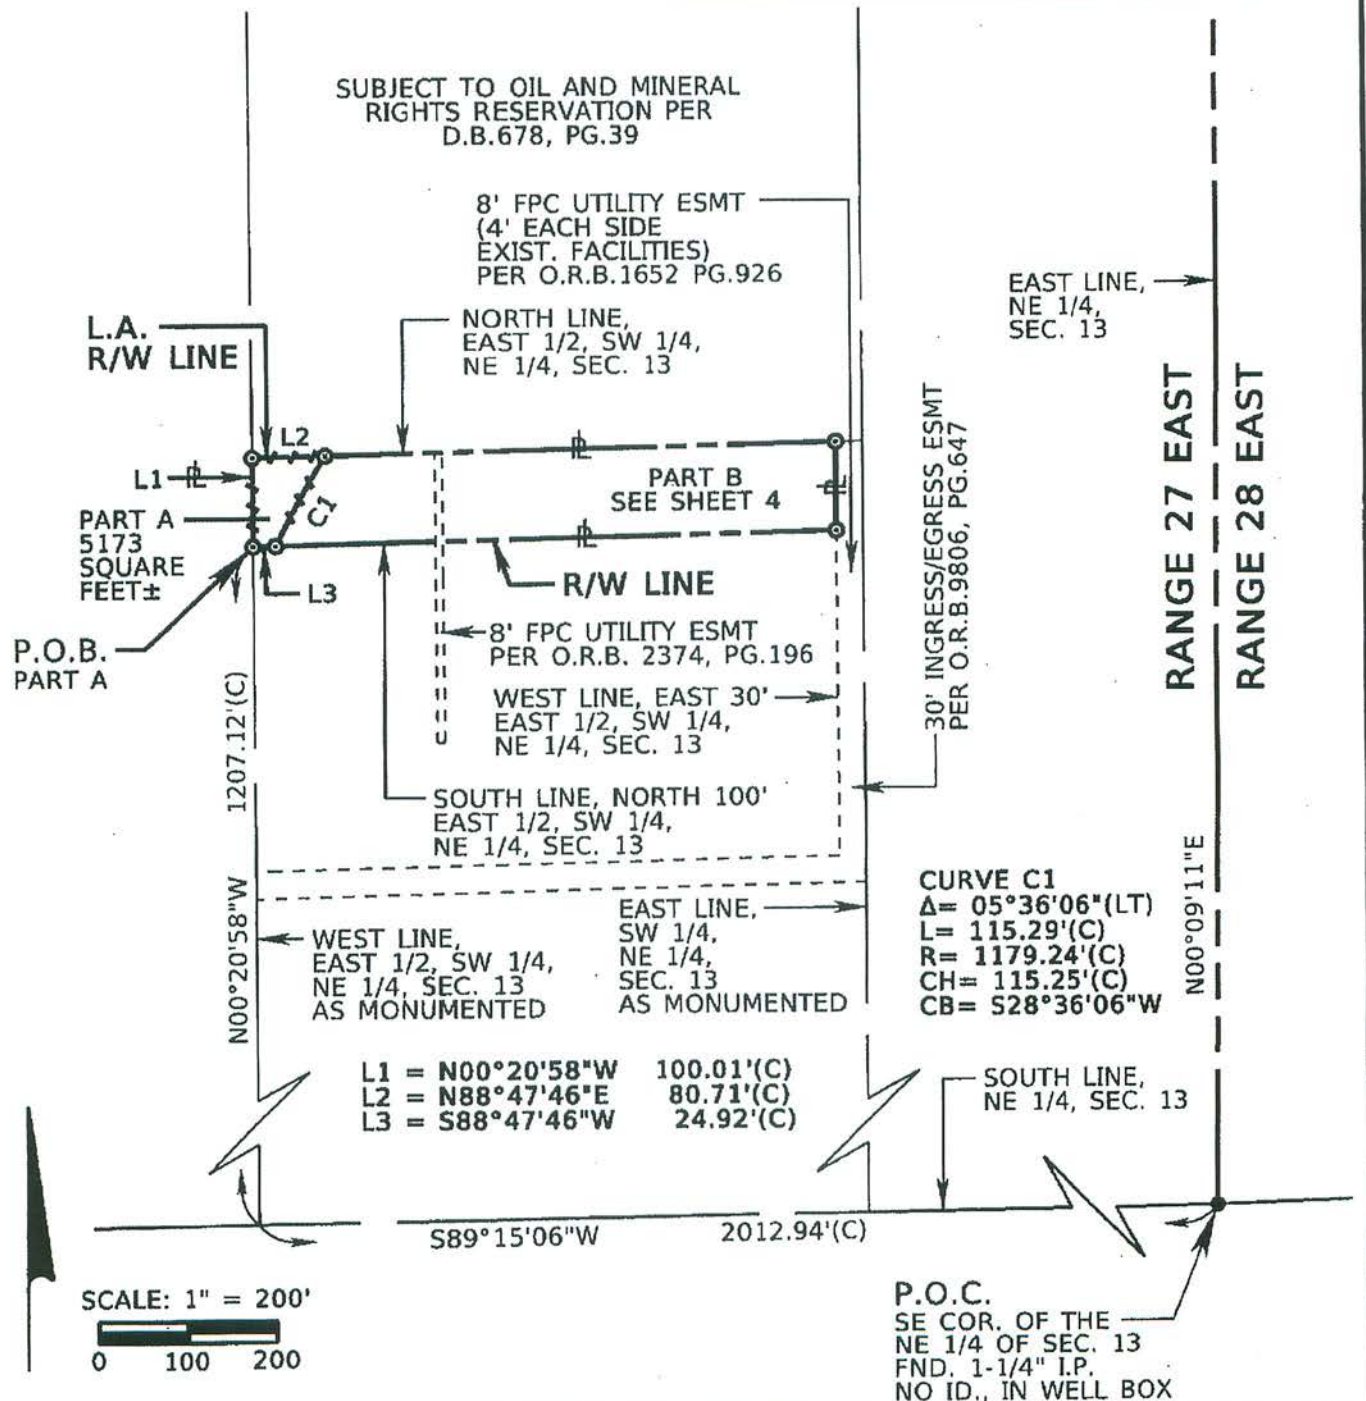 SUBJECT TO OIL AND MINERAL
RIGHTS RESERVATION PER
D.B.678, PG.39
8' FPC UTILITY ESMT
(4' EACH SIDE
EXIST. FACILITIES)
PER O.R.B.1652 PG.926
EAST LINE,
NE 1/4,
SEC. 13
L.A.
R/W LINE
NORTH LINE,
EAST 1/2, SW 1/4,
NE 1/4, SEC. 13
RANGE 27 EAST
RANGE 28 EAST
30' INGRESS/EGRESS ESMT
PER O.R.B.9806, PG.647
L2
L1
C1
PART B
SEE SHEET 4
PART A
5173
SQUARE
FEET±
L3
R/W LINE
P.O.B.
PART A
8' FPC UTILITY ESMT
PER O.R.B. 2374, PG.196
WEST LINE, EAST 30'
EAST 1/2, SW 1/4,
NE 1/4, SEC. 13
1207.12'(C)
SOUTH LINE, NORTH 100'
EAST 1/2, SW 1/4,
NE 1/4, SEC. 13
N00°20'58"W
WEST LINE,
EAST 1/2, SW 1/4,
NE 1/4, SEC. 13
AS MONUMENTED
EAST LINE,
SW 1/4,
NE 1/4,
SEC. 13
AS MONUMENTED
CURVE C1
Δ= 05°36'06"(LT)
L= 115.29'(C)
R= 1179.24'(C)
CH= 115.25'(C)
CB= S28°36'06"W
N00°09'11"E
L1 = N00°20'58"W 100.01'(C)
L2 = N88°47'46"E 80.71'(C)
L3 = S88°47'46"W 24.92'(C)
SOUTH LINE,
NE 1/4, SEC. 13
S89°15'06"W 2012.94'(C)
SCALE: 1" = 200'
0 100 200
P.O.C.
SE COR. OF THE
NE 1/4 OF SEC. 13
FND. 1-1/4" I.P.
NO ID., IN WELL BOX